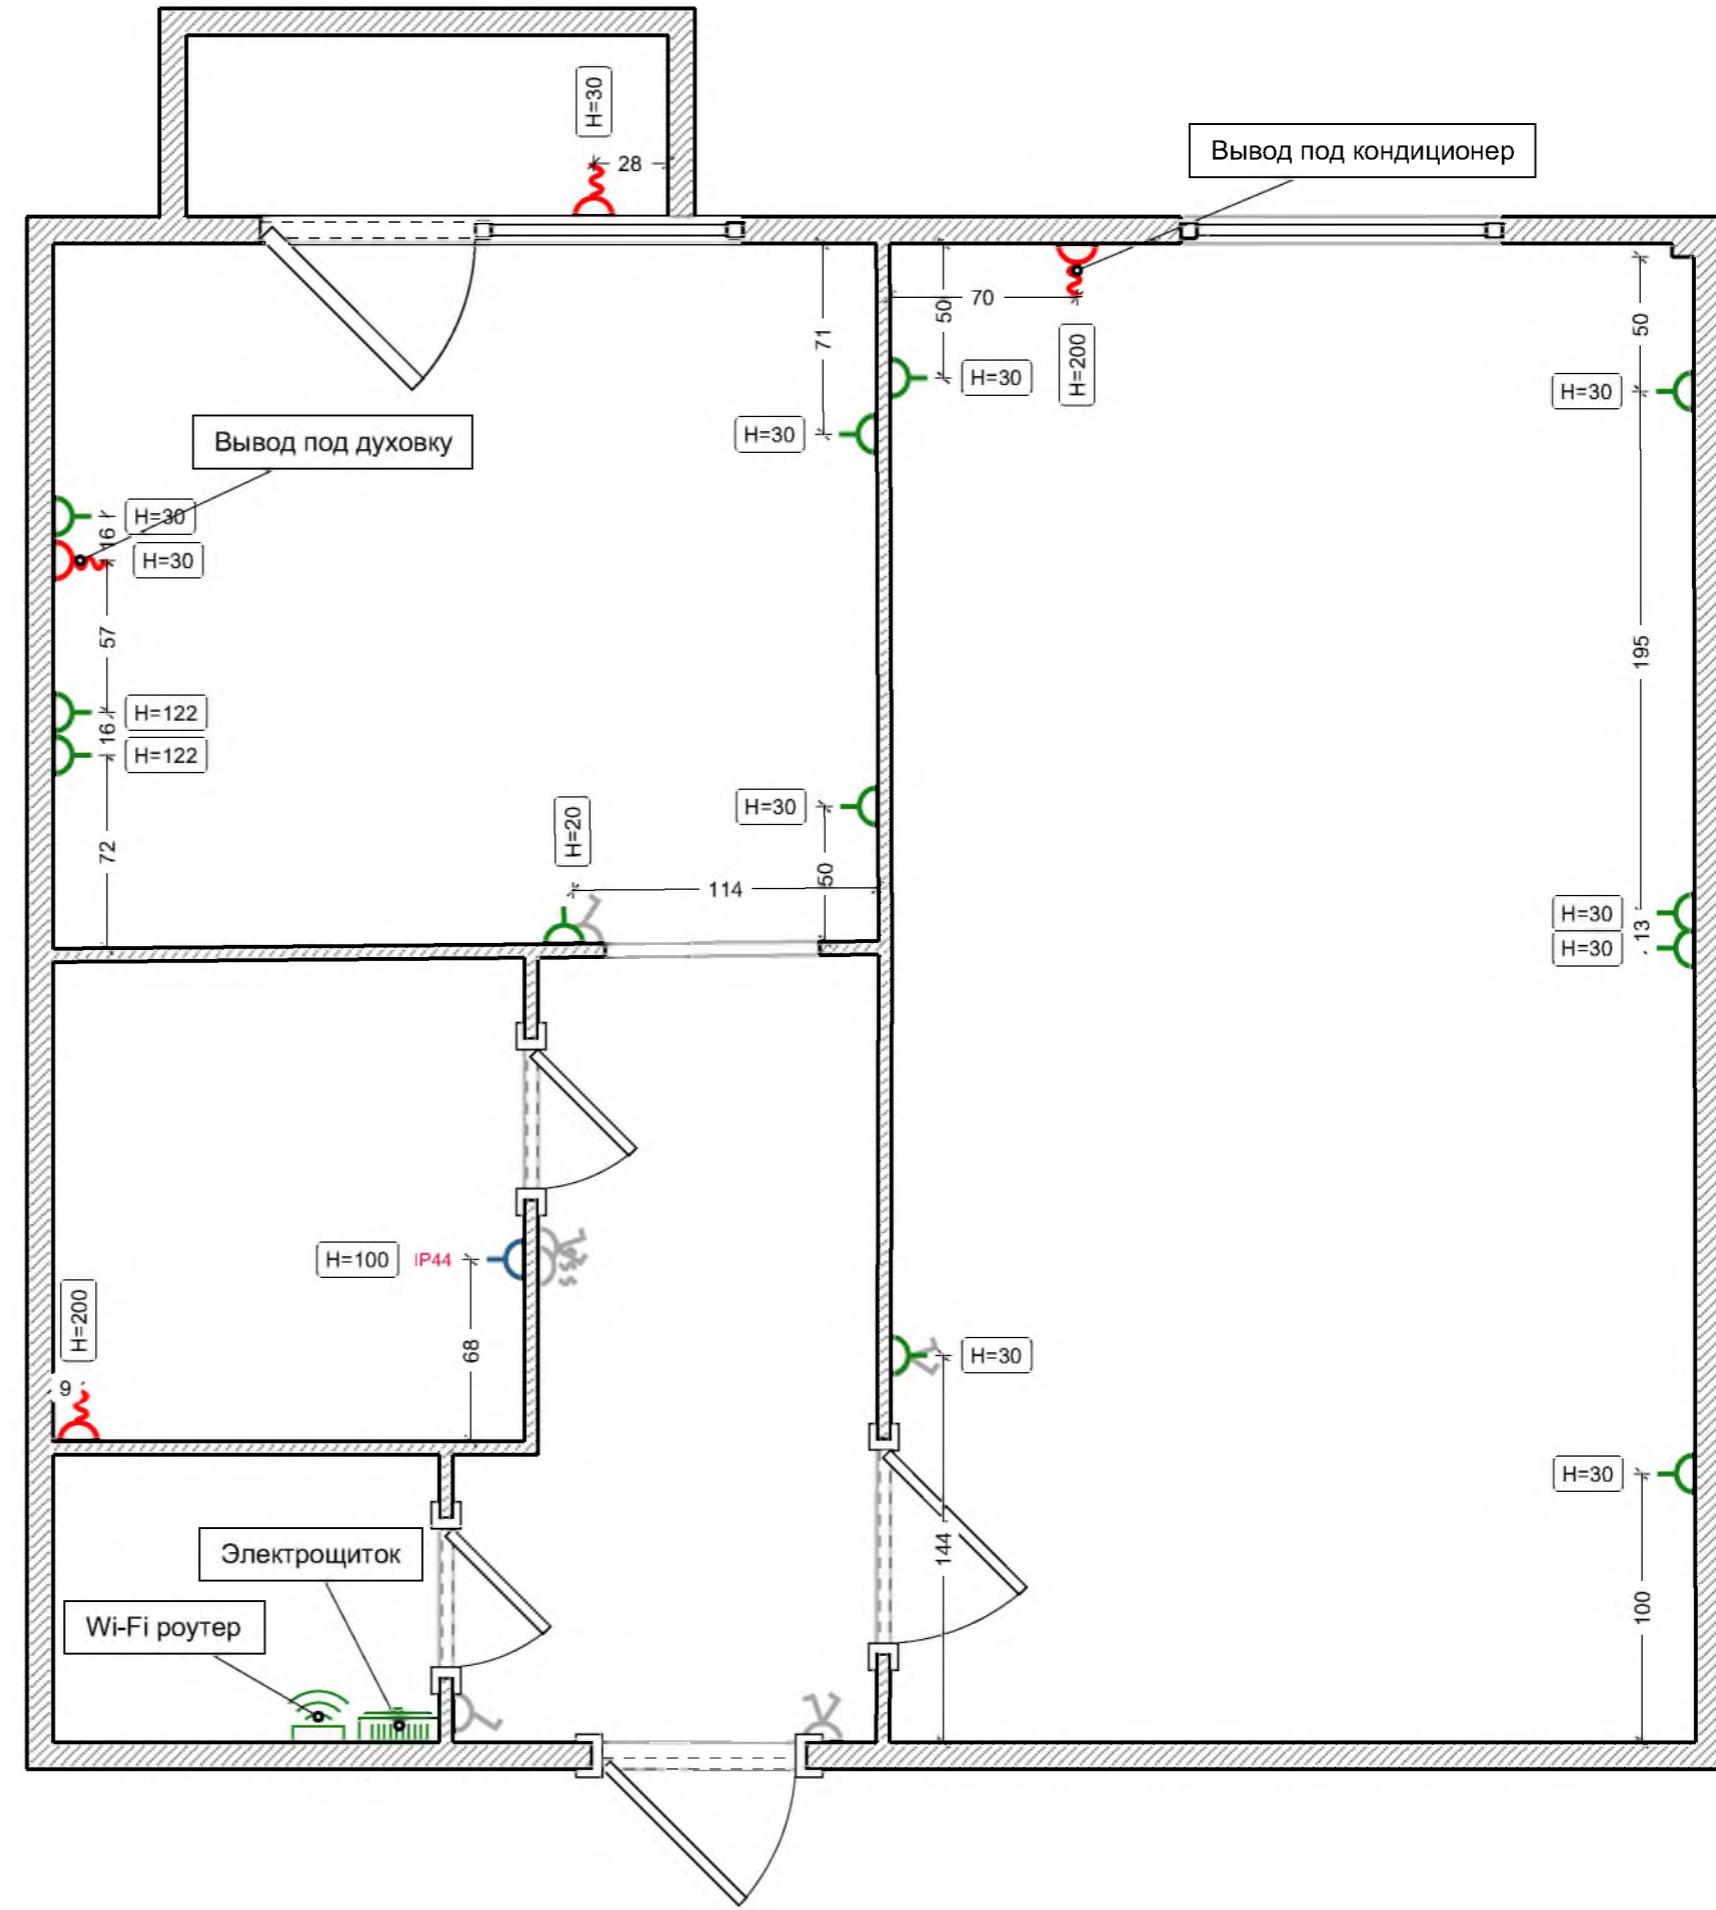 H=30
28
Вывод под кондиционер
70
50
71
50
H=200
H=30
H=30
H=30
Вывод под духовку
H=30
16
H=30
57
195
H=122
16
H=122
H=30
H=20
72
50
114
H=30
13
H=30
H=100 IP44
H=200
68
H=30
9
H=30
144
Электрощиток
100
Wi-Fi роутер